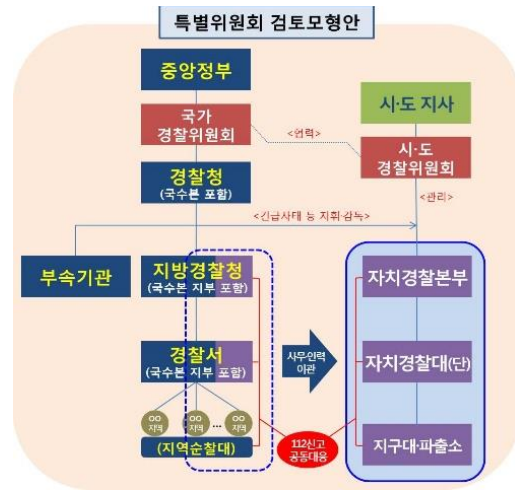 특별위원회 검토모형안
중앙정부
국가
경찰위원회
시·도 지사
<협력>
시·도
경찰위원회
경찰청
(국수본 포함)
<관리>
<긴급사태 등 지휘·감독>
부속기관
지방경찰청
(국수본 지부 포함)
자치경찰본부
경찰서
(국수본 지부 포함)
사무·인력
이관
자치경찰대(단)
OO
지역
OO
지역
...
OO
지역
(지역순찰대)
112신고
공동대응
지구대·파출소